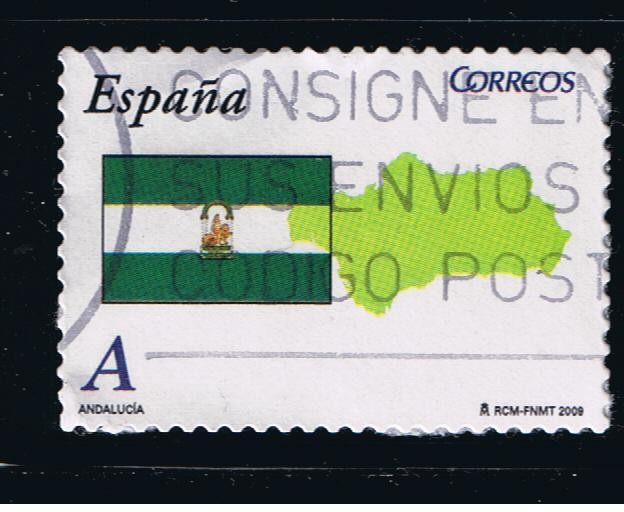 España
CORREOS
CONSIGNE EN
SUS ENVIOS
CODIGO POST
A
ANDALUCÍA
RCM-FNMT 2009